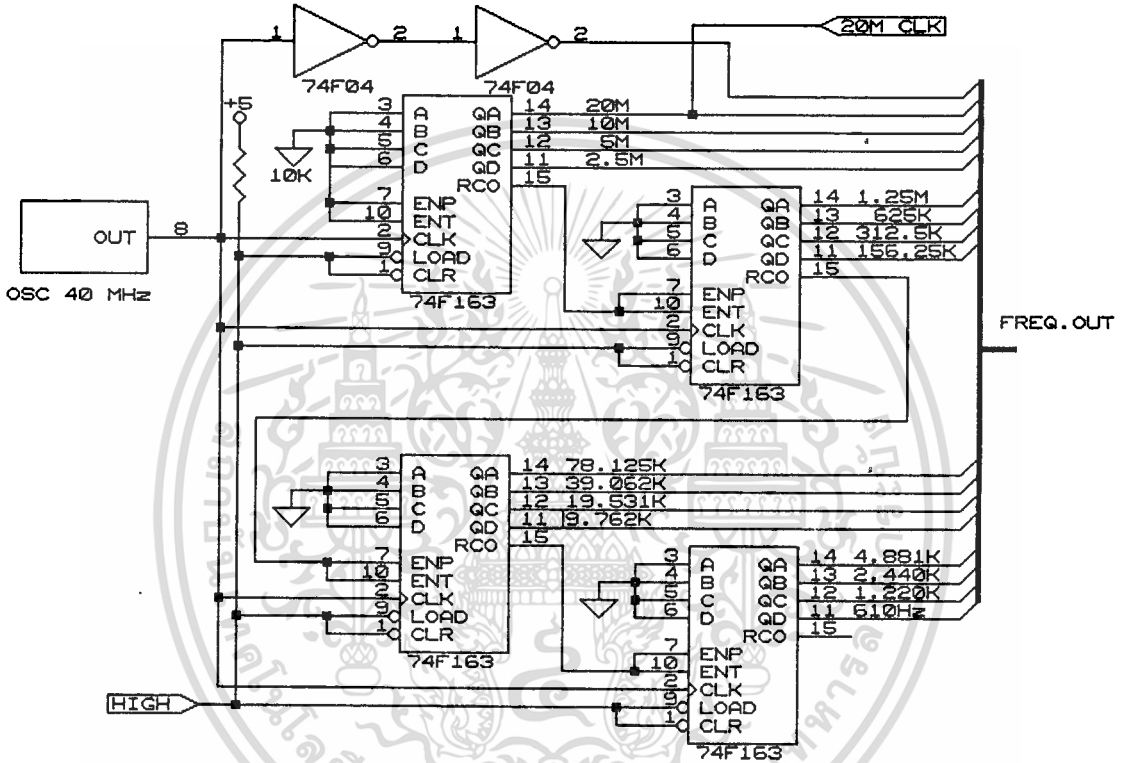 1 2 1 2 20M CLK
74F04 74F04
+5
3 A QA 14 20M
4 B QB 13 10M
5 C QC 12 5M
6 D QD 11 2.5M
RCO 15
10K
7 ENP
10 ENT
2 CLK
9 LOAD
1 CLR
74F163
OUT 8
OSC 40 MHz
3 A QA 14 1.25M
4 B QB 13 625K
5 C QC 12 312.5K
6 D QD 11 156.25K
RCO 15
7 ENP
10 ENT
2 CLK
9 LOAD
1 CLR
74F163
FREQ.OUT
3 A QA 14 78.125K
4 B QB 13 39.062K
5 C QC 12 19.531K
6 D QD 11 9.762K
RCO 15
7 ENP
10 ENT
2 CLK
9 LOAD
1 CLR
74F163
3 A QA 14 4.881K
4 B QB 13 2.440K
5 C QC 12 1.220K
6 D QD 11 610Hz
RCO 15
7 ENP
10 ENT
2 CLK
9 LOAD
1 CLR
74F163
HIGH